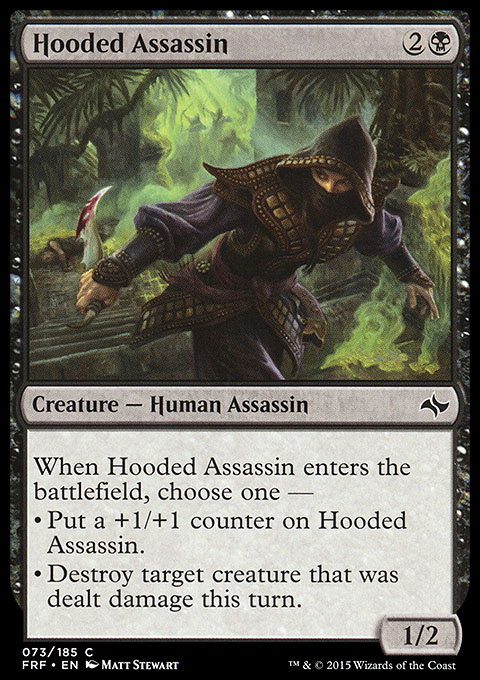 Hooded Assassin 2
Creature — Human Assassin
When Hooded Assassin enters the
battlefield, choose one —
• Put a +1/+1 counter on Hooded
Assassin.
• Destroy target creature that was
dealt damage this turn.
1/2
073/185 C
FRF • EN Matt Stewart
™ & © 2015 Wizards of the Coast